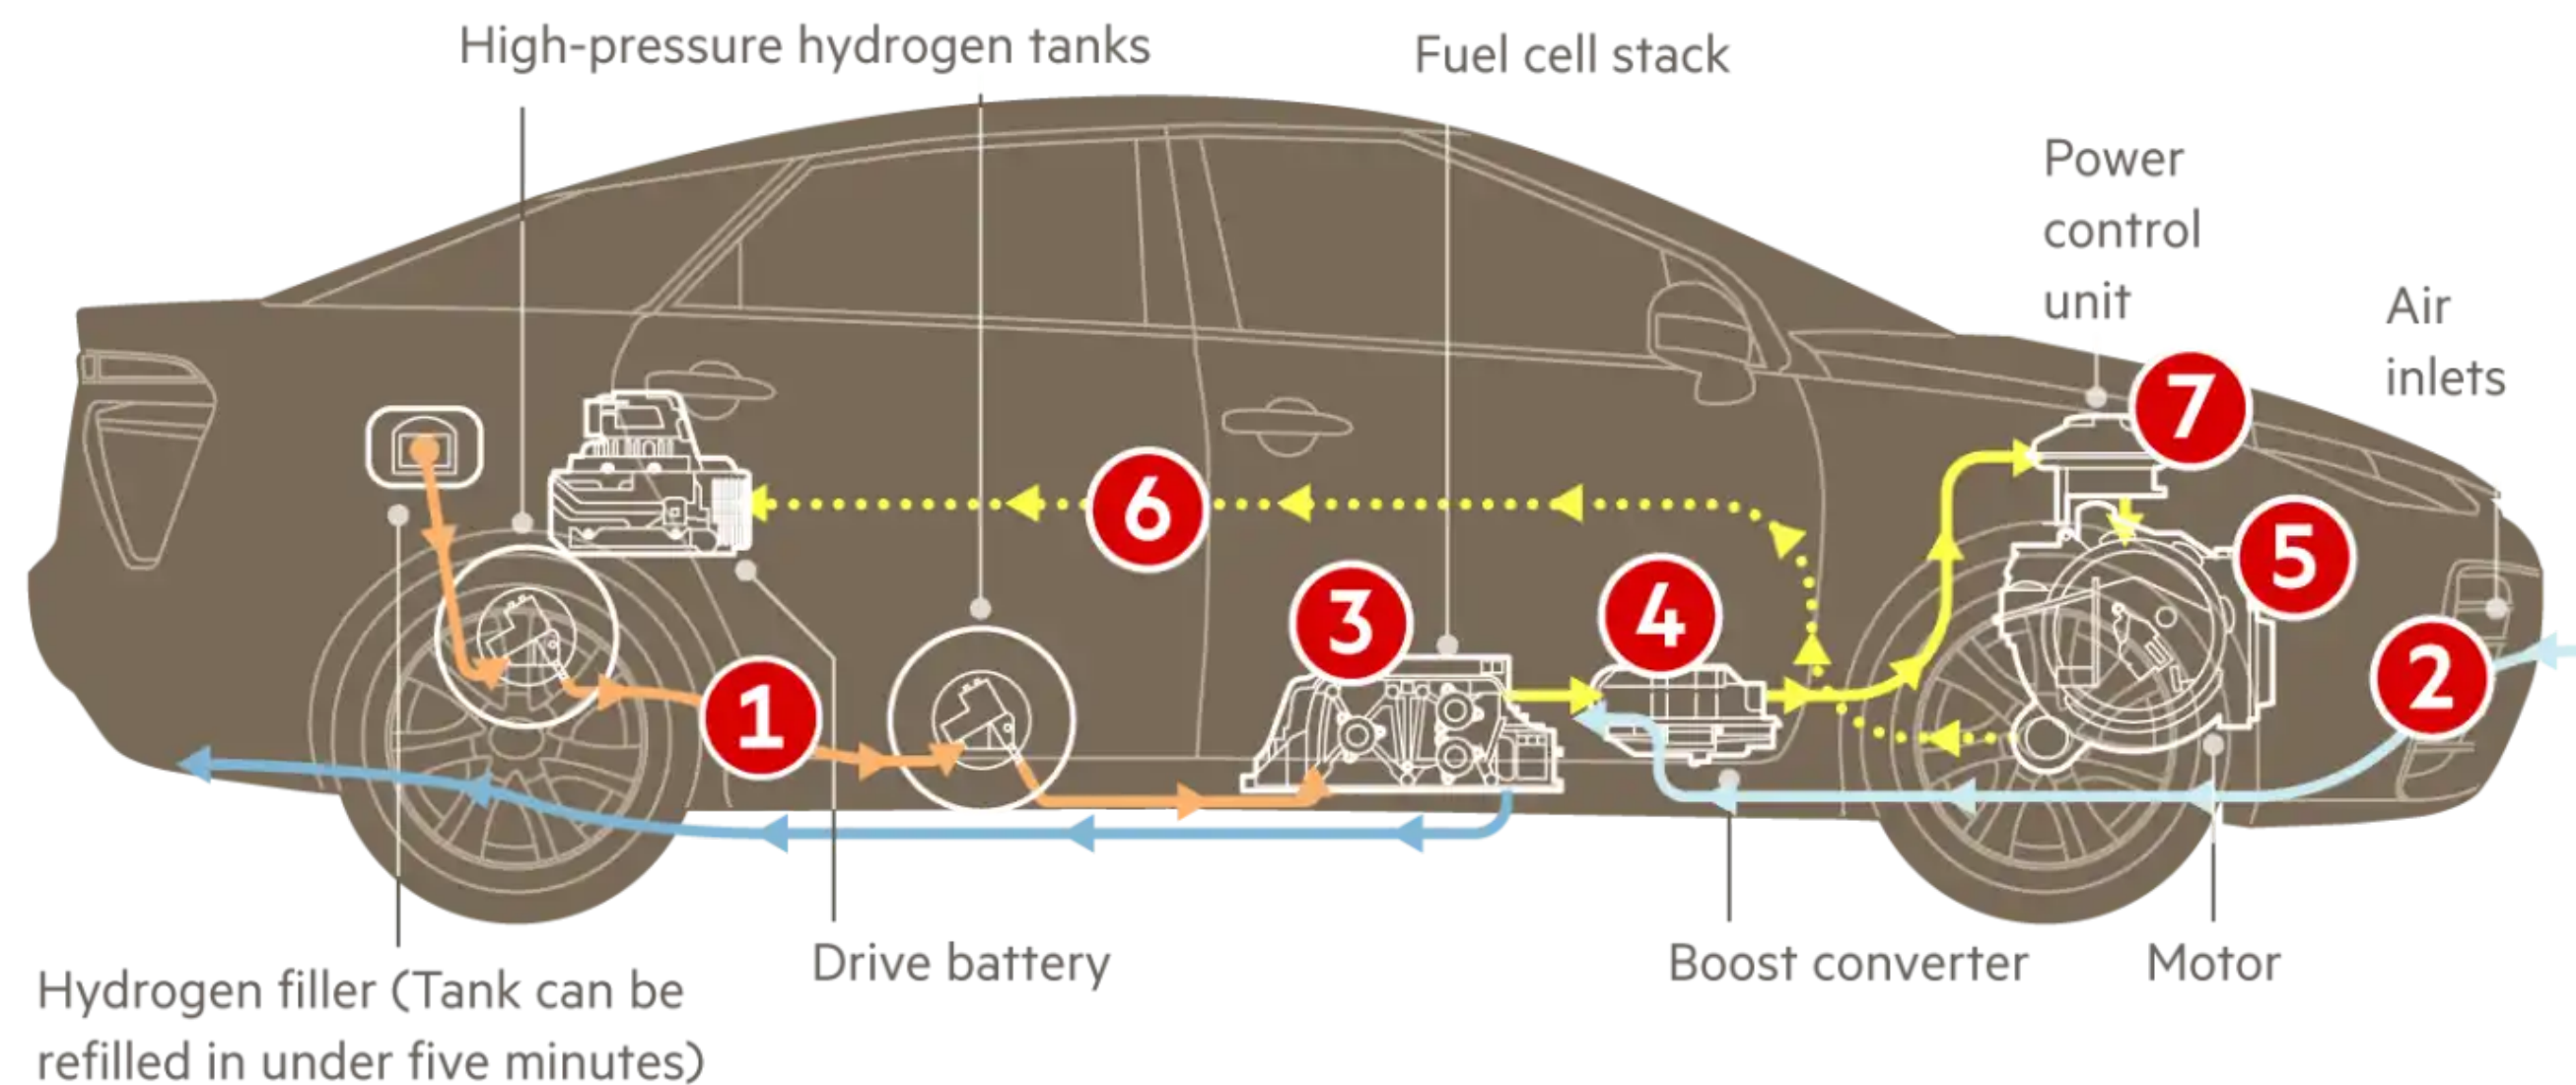 High-pressure hydrogen tanks
Fuel cell stack
Power
control
unit
Air
inlets
7
6
5
3
4
2
1
Drive battery
Boost converter
Motor
Hydrogen filler (Tank can be
refilled in under five minutes)